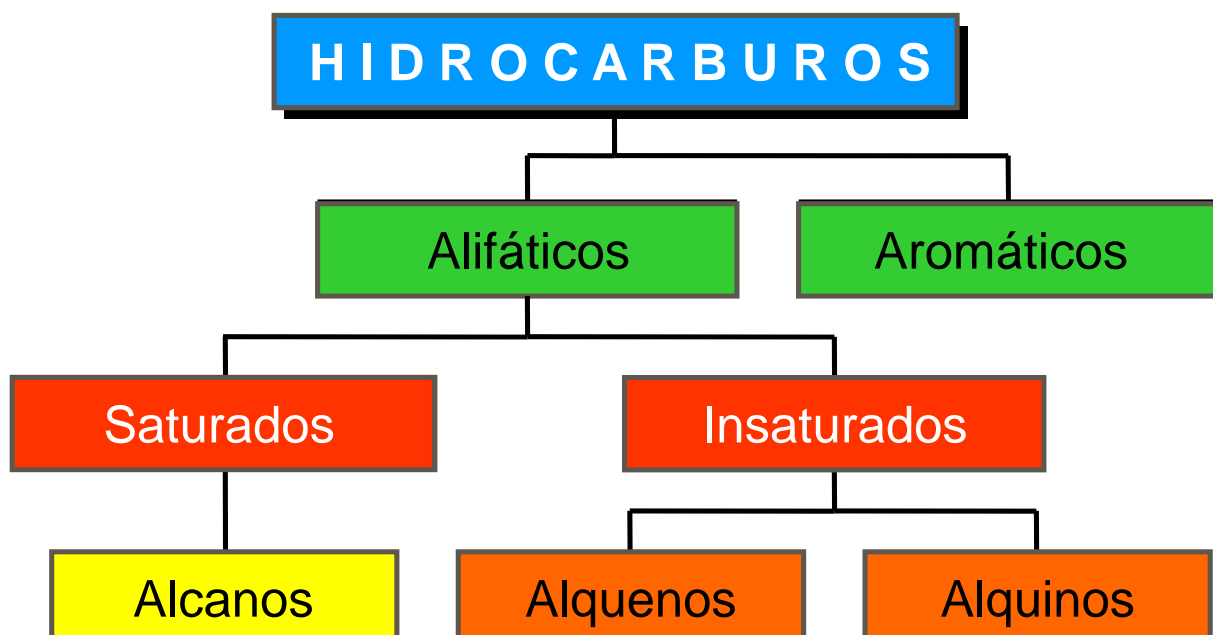 H I D R O C A R B U R O S
Alifáticos
Aromáticos
Saturados
Insaturados
Alcanos
Alquenos
Alquinos